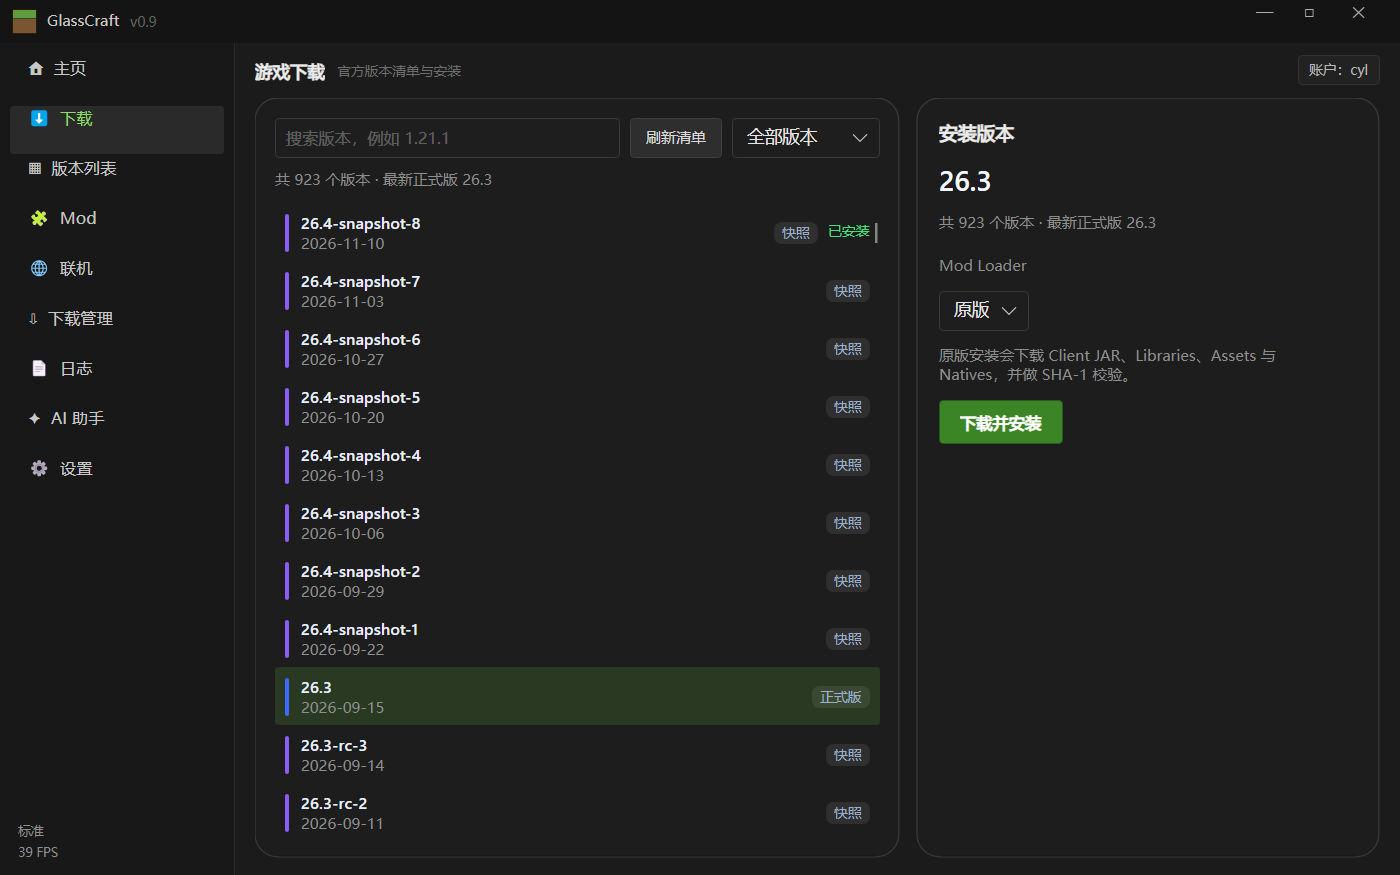 GlassCraft v0.9
主页
下载
版本列表
Mod
联机
下载管理
日志
AI 助手
设置
标准
39 FPS
游戏下载 官方版本清单与安装
账户：cyl
搜索版本，例如 1.21.1
刷新清单
全部版本
共 923 个版本 · 最新正式版 26.3
26.4-snapshot-8
2026-11-10
快照 已安装
26.4-snapshot-7
2026-11-03
快照
26.4-snapshot-6
2026-10-27
快照
26.4-snapshot-5
2026-10-20
快照
26.4-snapshot-4
2026-10-13
快照
26.4-snapshot-3
2026-10-06
快照
26.4-snapshot-2
2026-09-29
快照
26.4-snapshot-1
2026-09-22
快照
26.3
2026-09-15
正式版
26.3-rc-3
2026-09-14
快照
26.3-rc-2
2026-09-11
快照
安装版本
26.3
共 923 个版本 · 最新正式版 26.3
Mod Loader
原版
原版安装会下载 Client JAR、Libraries、Assets 与
Natives，并做 SHA-1 校验。
下载并安装